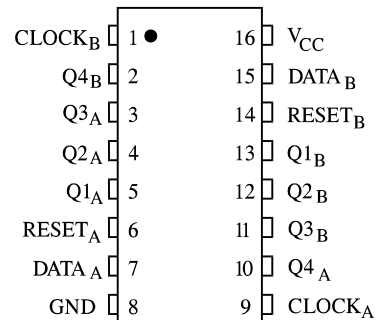 CLOCKB 1 16 VCC
Q4B 2 15 DATAB
Q3A 3 14 RESETB
Q2A 4 13 Q1B
Q1A 5 12 Q2B
RESETA 6 11 Q3B
DATAA 7 10 Q4A
GND 8 9 CLOCKA